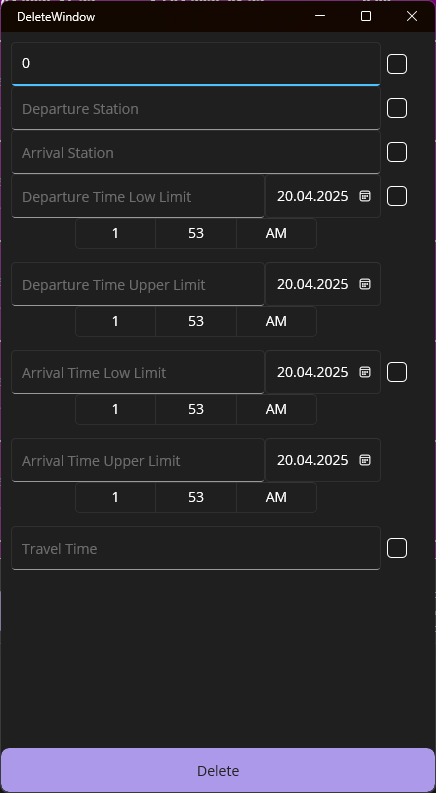 DeleteWindow
0
Departure Station
Arrival Station
Departure Time Low Limit 20.04.2025
1 53 AM
Departure Time Upper Limit 20.04.2025
1 53 AM
Arrival Time Low Limit 20.04.2025
1 53 AM
Arrival Time Upper Limit 20.04.2025
1 53 AM
Travel Time
Delete